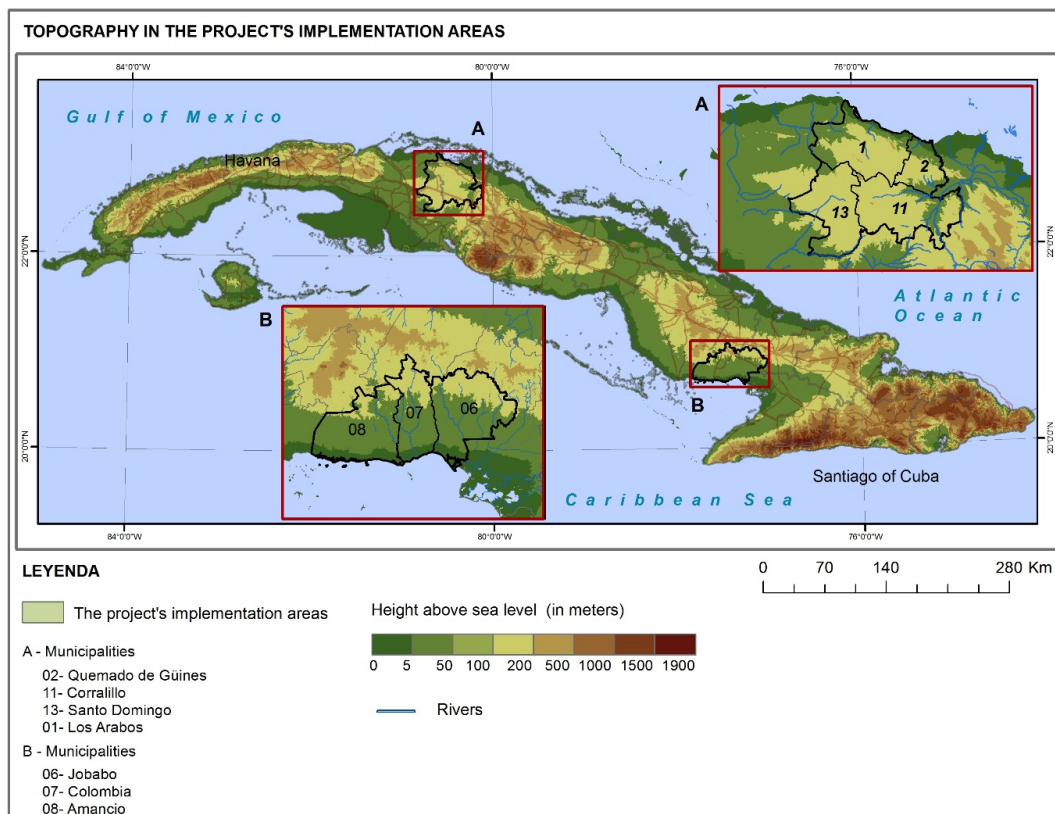 TOPOGRAPHY IN THE PROJECT'S IMPLEMENTATION AREAS
84°0'0"W
80°0'0"W
76°0'0"W
Gulf of Mexico
A
A
Havana
1
2
13
11
22°0'0"N
22°0'0"N
Atlantic
Ocean
B
08
07
06
B
20°0'0"N
20°0'0"N
Santiago of Cuba
Caribbean Sea
84°0'0"W
80°0'0"W
76°0'0"W
LEYENDA
The project's implementation areas
A - Municipalities
02- Quemado de Güines
11- Corralillo
13- Santo Domingo
01- Los Arabos
B - Municipalities
06- Jobabo
07- Colombia
08- Amancio
Height above sea level (in meters)
0 5 50 100 200 500 1000 1500 1900
Rivers
0 70 140 280 Km